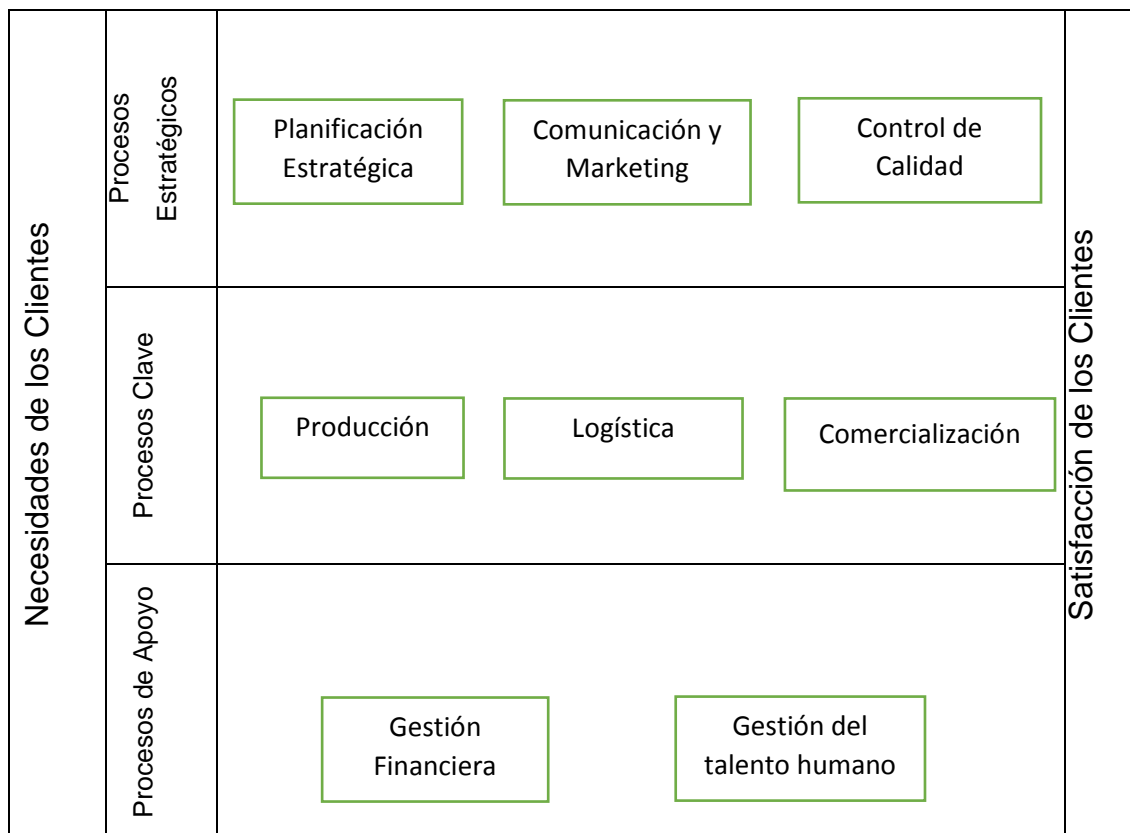 Necesidades de los Clientes
Procesos
Estratégicos
Planificación
Estratégica
Comunicación y
Marketing
Control de
Calidad
Procesos Clave
Producción
Logística
Comercialización
Procesos de Apoyo
Gestión
Financiera
Gestión del
talento humano
Satisfacción de los Clientes